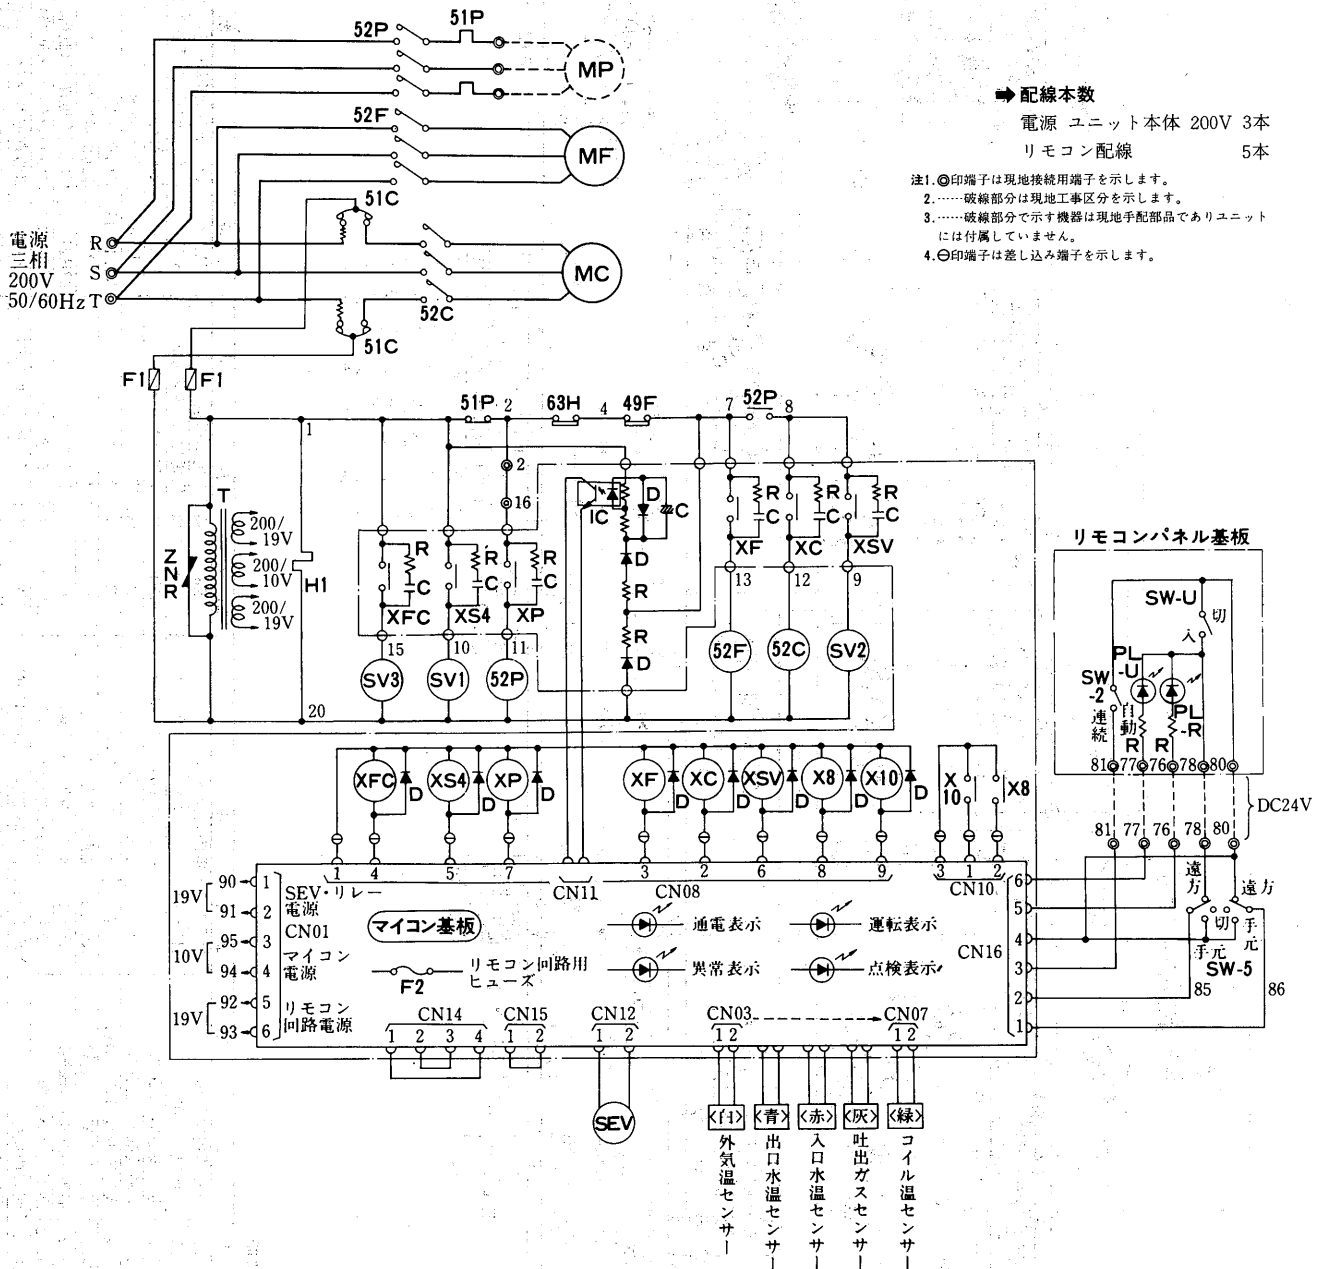 52P
51P
MP
52F
MF
51C
MC
52C
51C
電源
三相
200V
50/60Hz
R
S
T
➡配線本数
電源 ユニット本体 200V 3本
リモコン配線 5本
注1.◎印端子は現地接続用端子を示します。
2.……破線部分は現地工事区分を示します。
3.……破線部分で示す機器は現地手配部品でありユニット
には付属していません。
4.⊖印端子は差し込み端子を示します。
F1
F1
1
51P
2
63H
4
49F
7
52P
8
2
16
T
200/
19V
200/
10V
200/
19V
ZNR
H1
IC
D
C
D
R
R
D
R
C
XFC
R
C
XS4
R
C
XP
R
C
XF
R
C
XC
R
C
XSV
15
10
11
13
12
9
SV3
SV1
52P
52F
52C
SV2
20
リモコンパネル基板
SW-U
切
入
PL
-U
SW
-2
連続
自動
PL
-R
R
R
81
77
76
78
80
DC24V
81
77
76
78
80
XFC
D
XS4
D
XP
D
XF
D
XC
D
XSV
D
X8
D
X10
D
X
10
X8
1
4
5
7
CN11
3
2
6
8
9
CN08
3
1
2
CN10
遠方
遠方
切
手元
手元
SW-5
85
86
6
5
4
3
2
1
CN16
19V
90
1
91
2
SEV・リレー
電源
CN01
10V
95
3
94
4
マイコン
電源
19V
92
5
93
6
リモコン
回路電源
マイコン基板
F2
リモコン回路用
ヒューズ
通電表示
運転表示
異常表示
点検表示
CN14
1 2 3 4
CN15
1 2
CN12
1 2
CN03
1 2
CN07
1 2
SEV
<白>
<青>
<赤>
<灰>
<緑>
外気温センサー
出口水温センサー
入口水温センサー
吐出ガスセンサー
コイル温センサー